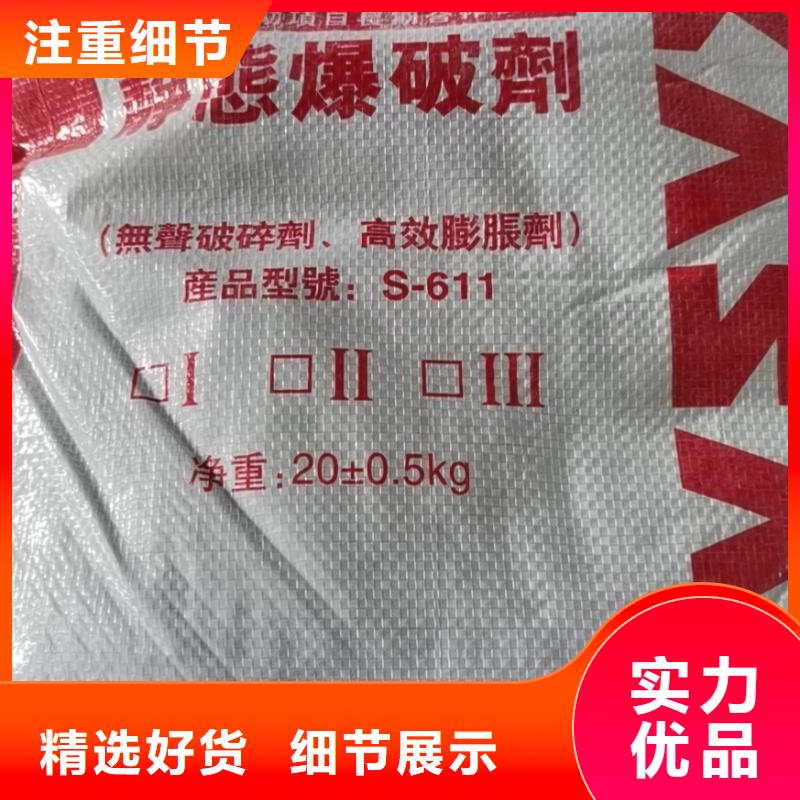 注重细节
態爆破劑
（無聲破碎劑、高效膨脹劑）
産品型號：S-611
□I □II □III
净重：20±0.5kg
精选好货 细节展示
实力
优品